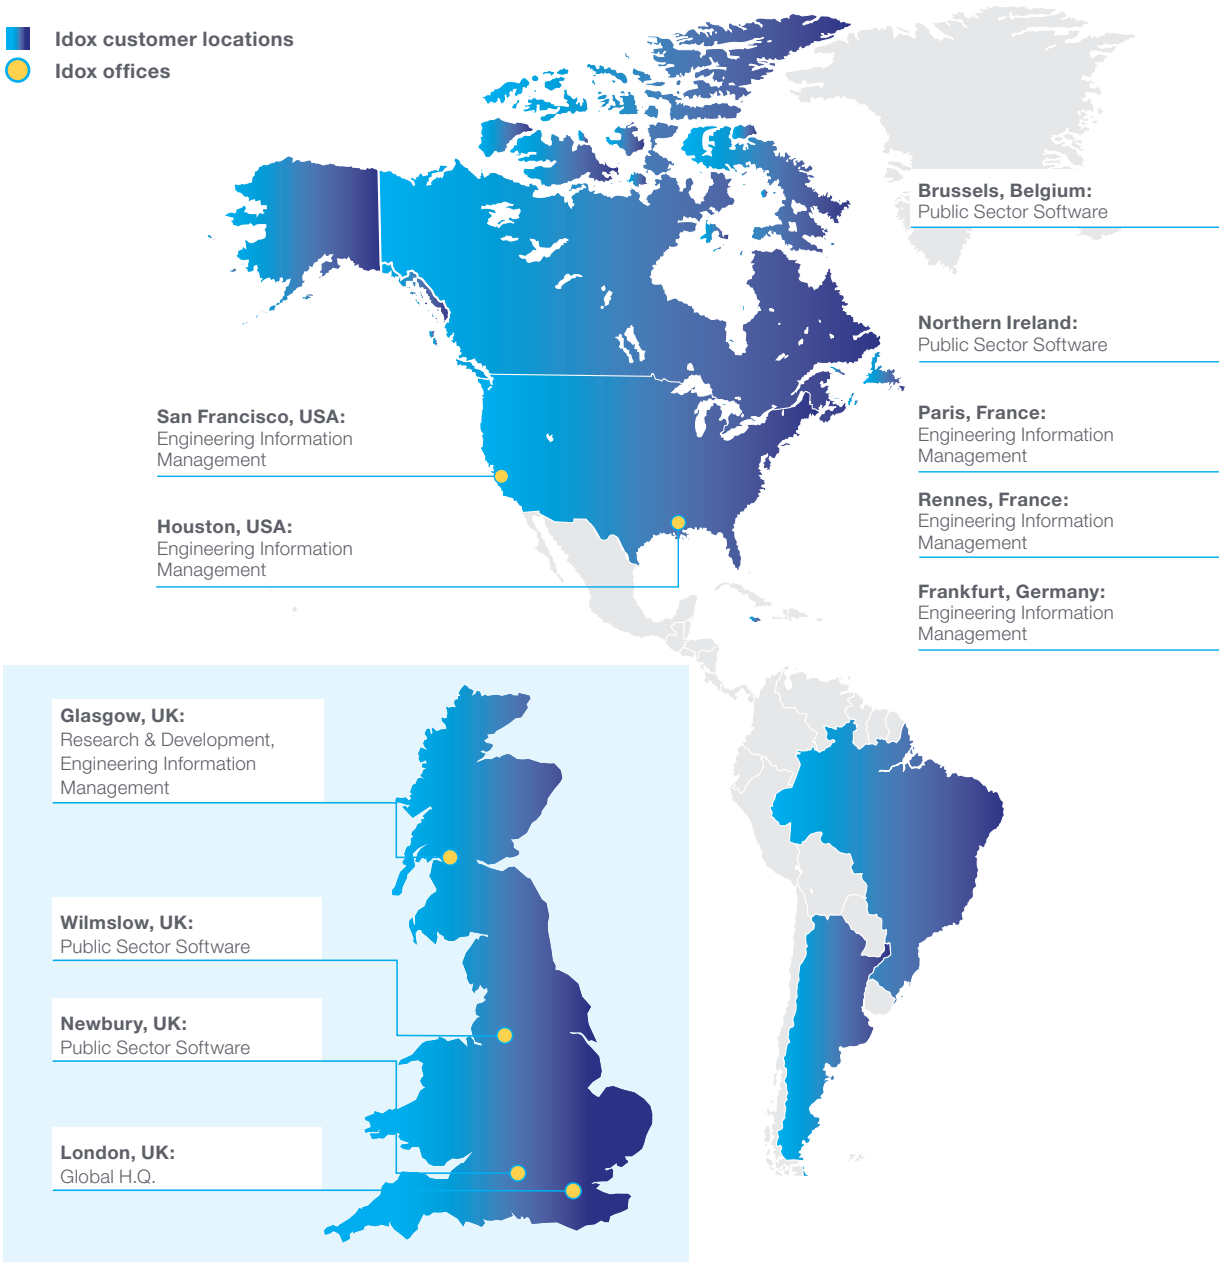 Idox customer locations
Idox offices
Brussels, Belgium:
Public Sector Software
Northern Ireland:
Public Sector Software
San Francisco, USA:
Engineering Information
Management
Houston, USA:
Engineering Information
Management
Paris, France:
Engineering Information
Management
Rennes, France:
Engineering Information
Management
Frankfurt, Germany:
Engineering Information
Management
Glasgow, UK:
Research & Development,
Engineering Information
Management
Wilmslow, UK:
Public Sector Software
Newbury, UK:
Public Sector Software
London, UK:
Global H.Q.